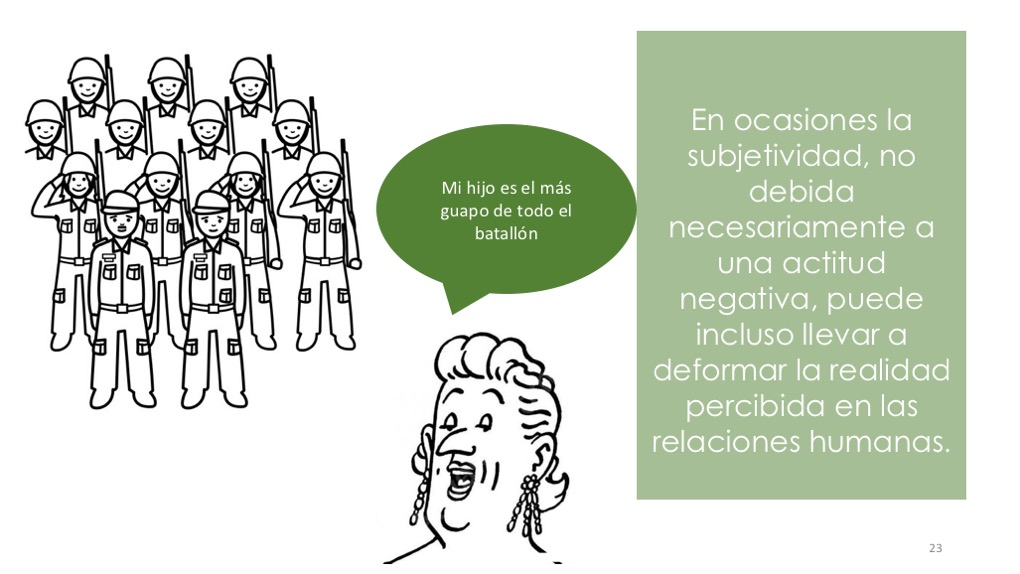 Mi hijo es el más
guapo de todo el
batallón
En ocasiones la
subjetividad, no
debida
necesariamente a
una actitud
negativa, puede
incluso llevar a
deformar la realidad
percibida en las
relaciones humanas.
23